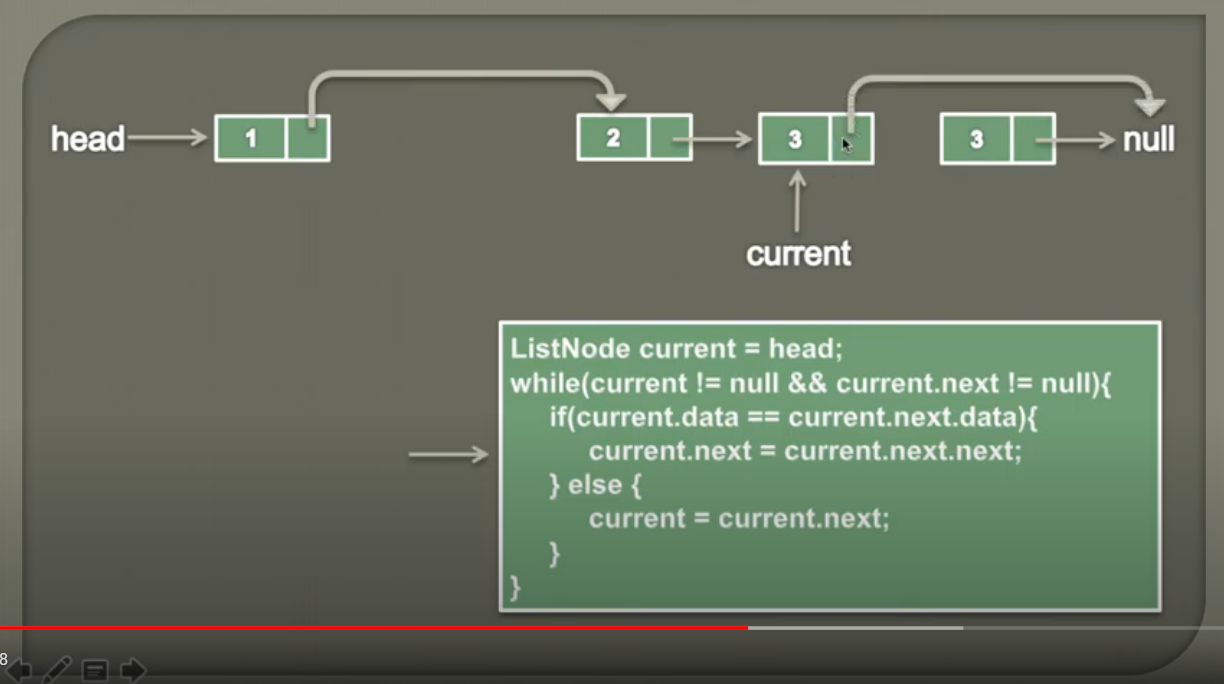 head 1 2 3 3 null
current
ListNode current = head;
while(current != null && current.next != null){
if(current.data == current.next.data){
current.next = current.next.next;
} else {
current = current.next;
}
}
8